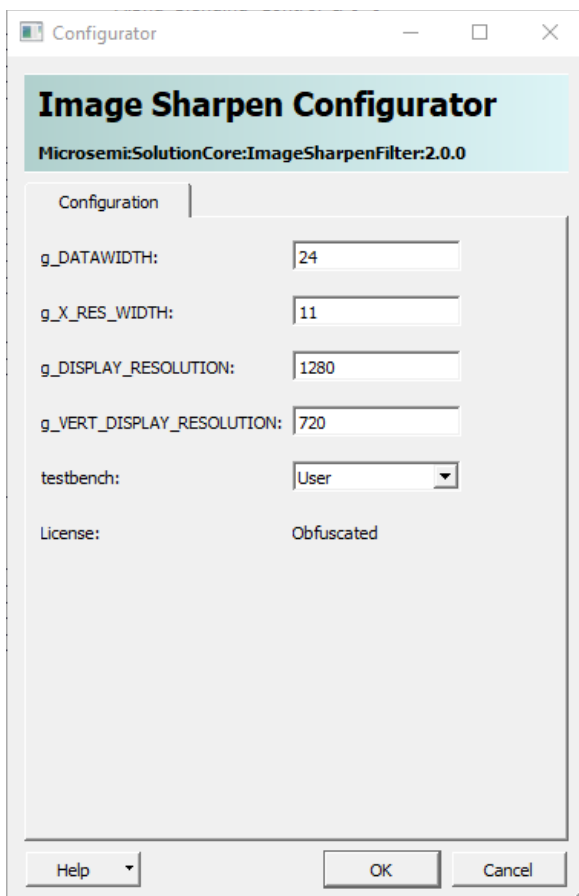 Configurator
Image Sharpen Configurator
Microsemi:SolutionCore:ImageSharpenFilter:2.0.0
Configuration
g_DATAWIDTH: 24
g_X_RES_WIDTH: 11
g_DISPLAY_RESOLUTION: 1280
g_VERT_DISPLAY_RESOLUTION: 720
testbench: User
License: Obfuscated
Help OK Cancel